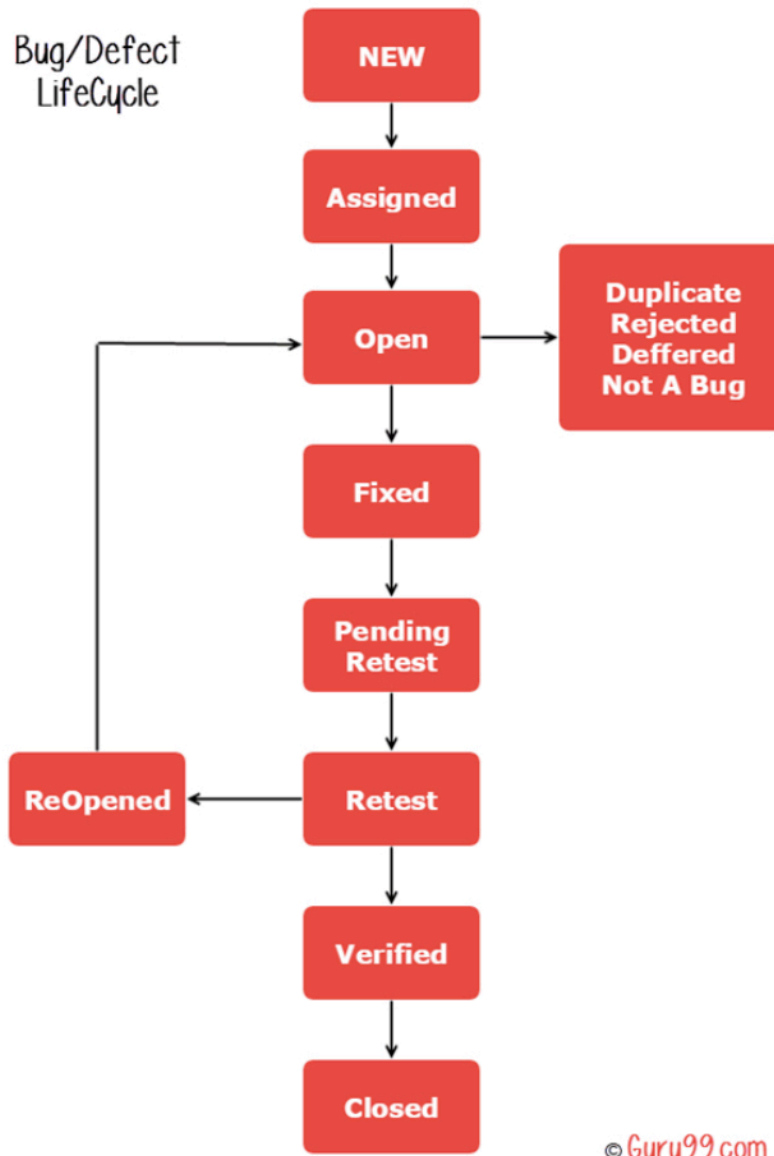 Bug/Defect
LifeCycle
NEW
Assigned
Open
Duplicate
Rejected
Deffered
Not A Bug
Fixed
Pending
Retest
ReOpened
Retest
Verified
Closed
© Guru99.com